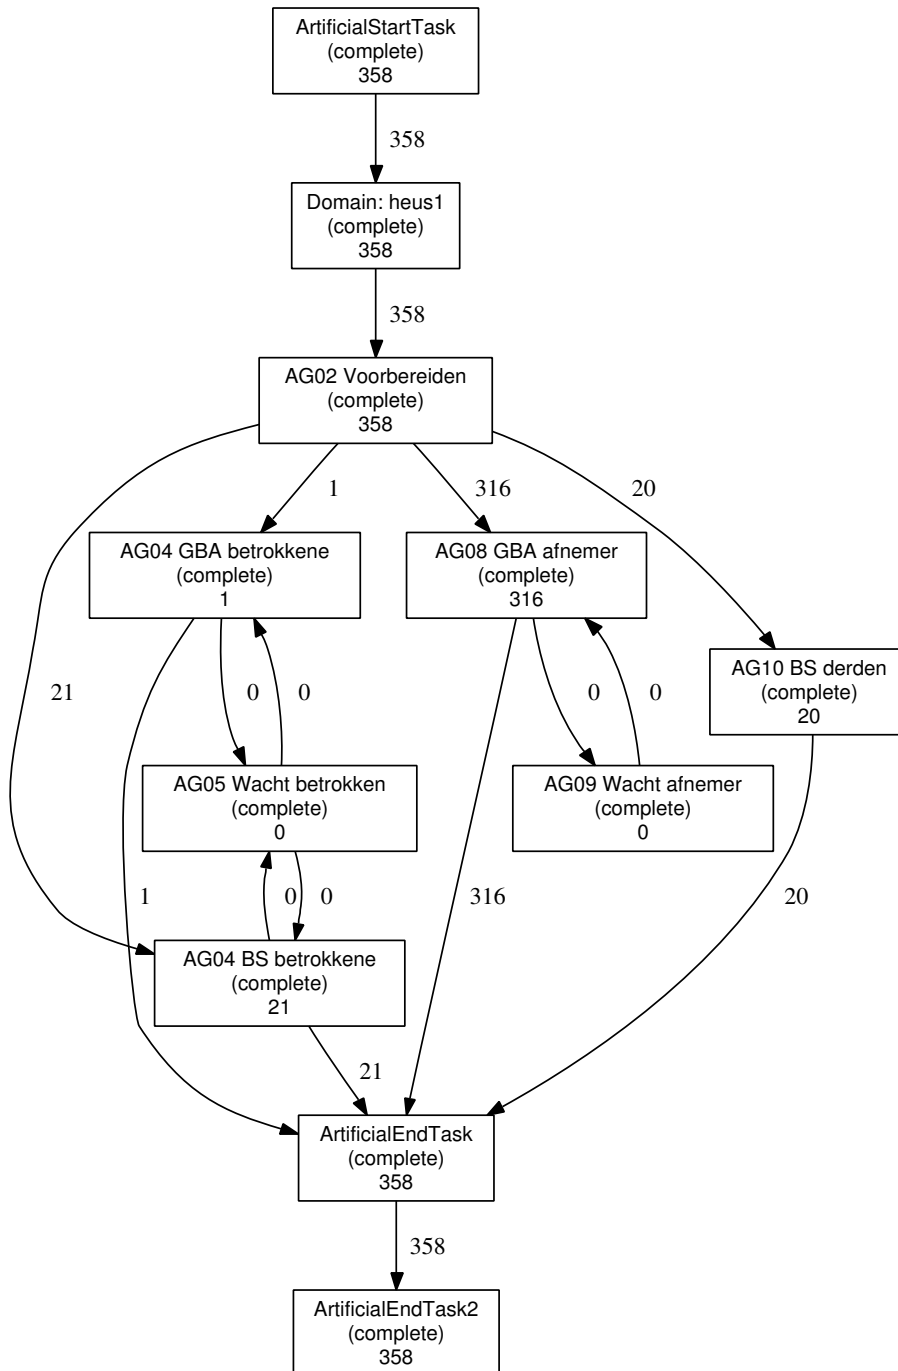 ArtificialStartTask
(complete)
358
358
Domain: heus1
(complete)
358
358
AG02 Voorbereiden
(complete)
358
1
316
20
21
AG04 GBA betrokkene
(complete)
1
AG08 GBA afnemer
(complete)
316
AG10 BS derden
(complete)
20
0
0
0
0
AG05 Wacht betrokken
(complete)
0
AG09 Wacht afnemer
(complete)
0
1
0
0
316
20
AG04 BS betrokkene
(complete)
21
21
ArtificialEndTask
(complete)
358
358
ArtificialEndTask2
(complete)
358